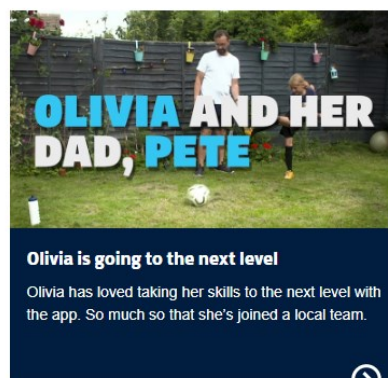 OLIVIA AND HER
DAD, PETE
Olivia is going to the next level
Olivia has loved taking her skills to the next level with
the app. So much so that she's joined a local team.